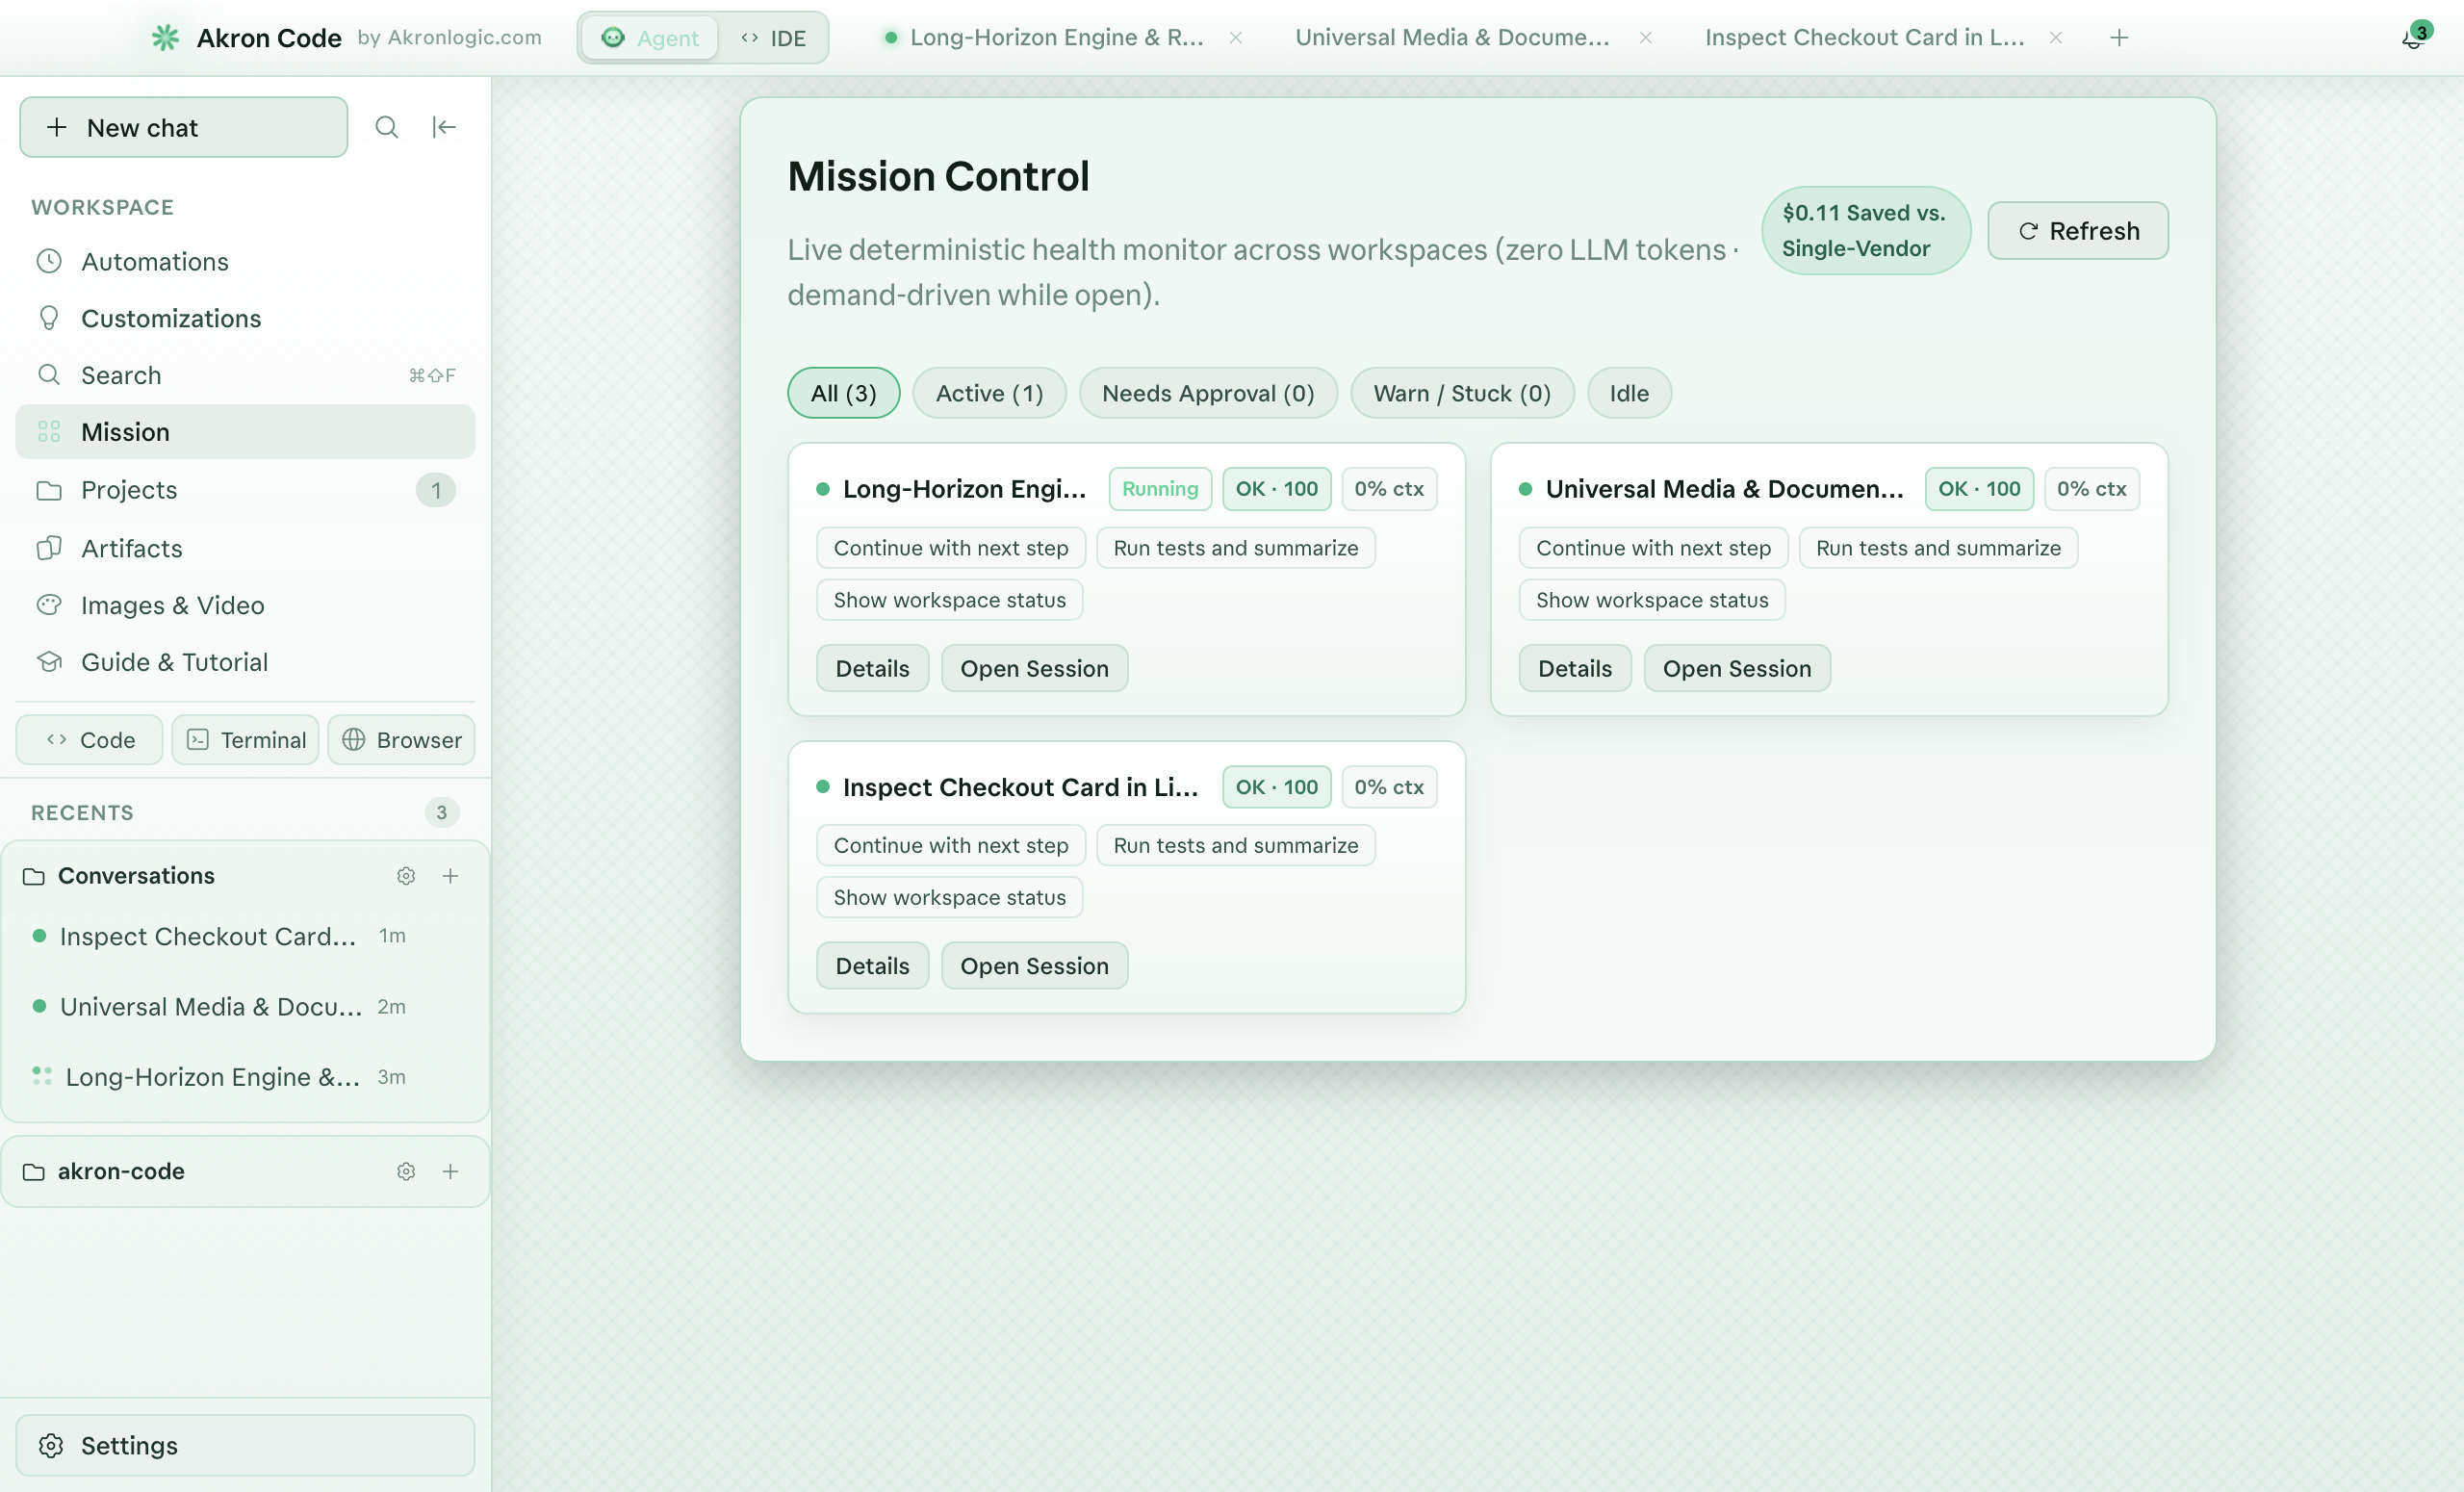 Akron Code by Akronlogic.com
Agent
IDE
Long-Horizon Engine & R...
Universal Media & Docume...
Inspect Checkout Card in L...
3
New chat
WORKSPACE
Automations
Customizations
Search ⌘⇧F
Mission
Projects 1
Artifacts
Images & Video
Guide & Tutorial
Code
Terminal
Browser
RECENTS 3
Conversations
Inspect Checkout Card... 1m
Universal Media & Docu... 2m
Long-Horizon Engine &... 3m
akron-code
Settings
Mission Control
Live deterministic health monitor across workspaces (zero LLM tokens ·
demand-driven while open).
$0.11 Saved vs.
Single-Vendor
Refresh
All (3)
Active (1)
Needs Approval (0)
Warn / Stuck (0)
Idle
Long-Horizon Engi... Running OK · 100 0% ctx
Continue with next step
Run tests and summarize
Show workspace status
Details
Open Session
Universal Media & Documen... OK · 100 0% ctx
Continue with next step
Run tests and summarize
Show workspace status
Details
Open Session
Inspect Checkout Card in Li... OK · 100 0% ctx
Continue with next step
Run tests and summarize
Show workspace status
Details
Open Session